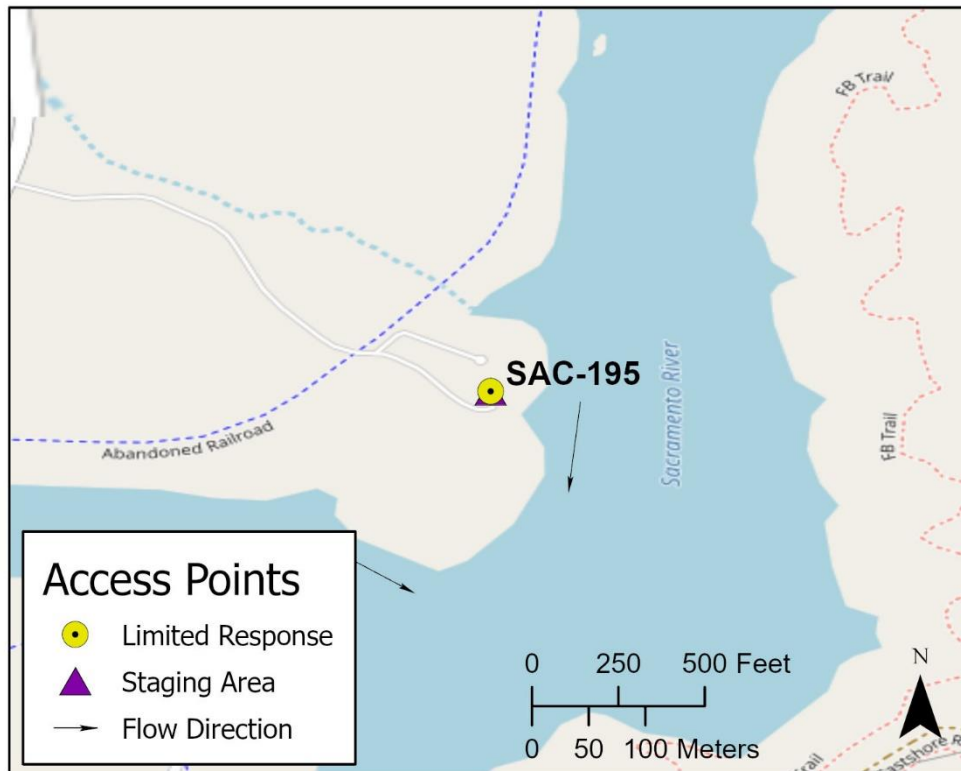 FB Trail
SAC-195
Sacramento River
FB Trail
Abandoned Railroad
Access Points
Limited Response
Staging Area
Flow Direction
0 250 500 Feet
0 50 100 Meters
N
Trail